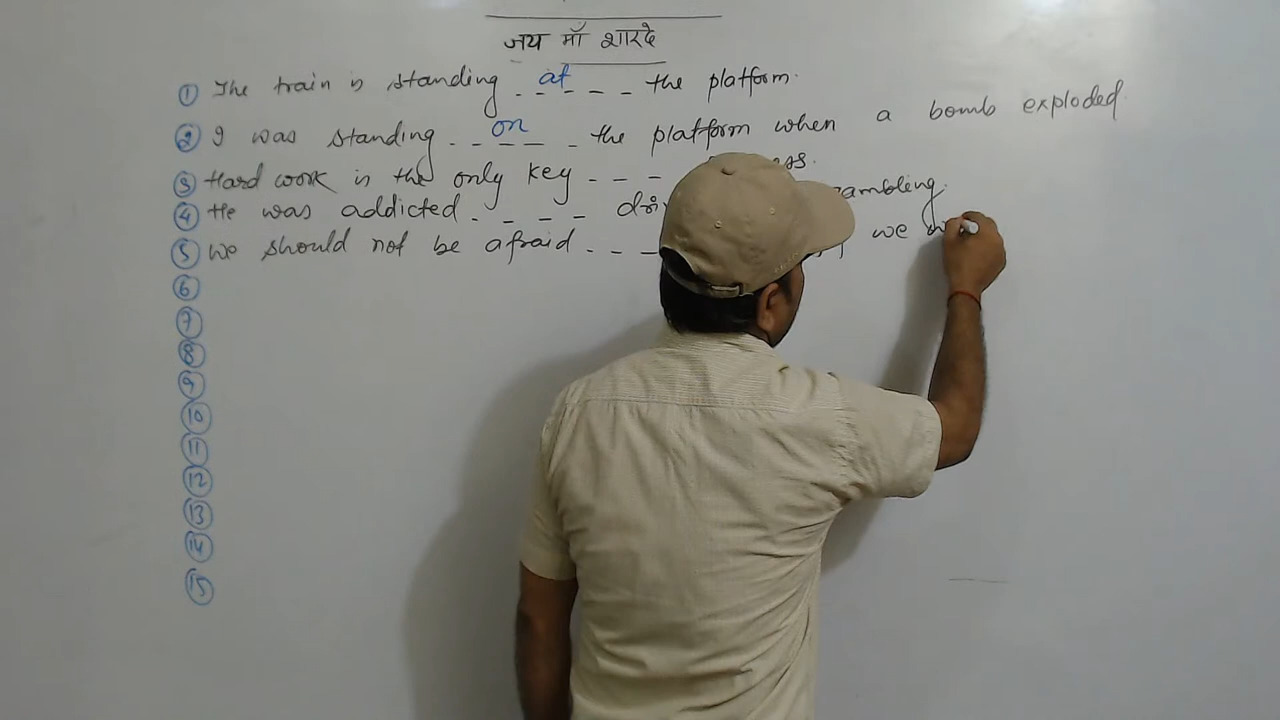 जय माँ शारदे
① The train is standing _ at _ _ _ the platform.
② I was standing _ _ on _ _ the platform when a bomb exploded.
③ Hard work is the only key _ _ _
④ He was addicted _ _ _ _ gambling.
⑤ We should not be afraid _ _ we
⑥
⑦
⑧
⑨
⑩
⑪
⑫
⑬
⑭
⑮